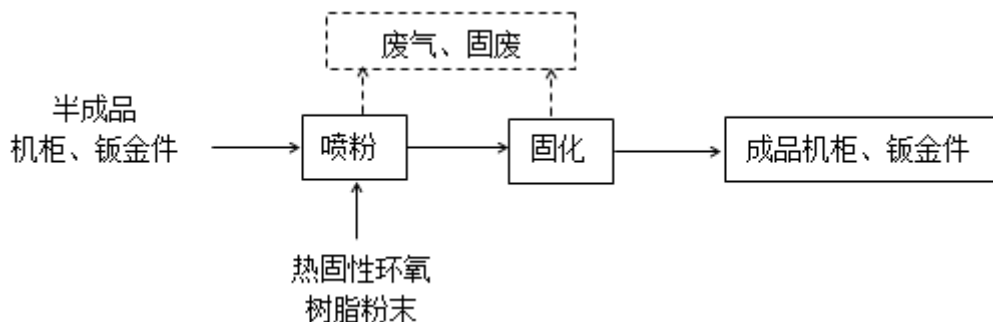 废气、固废
半成品
机柜、钣金件
喷粉
固化
成品机柜、钣金件
热固性环氧
树脂粉末